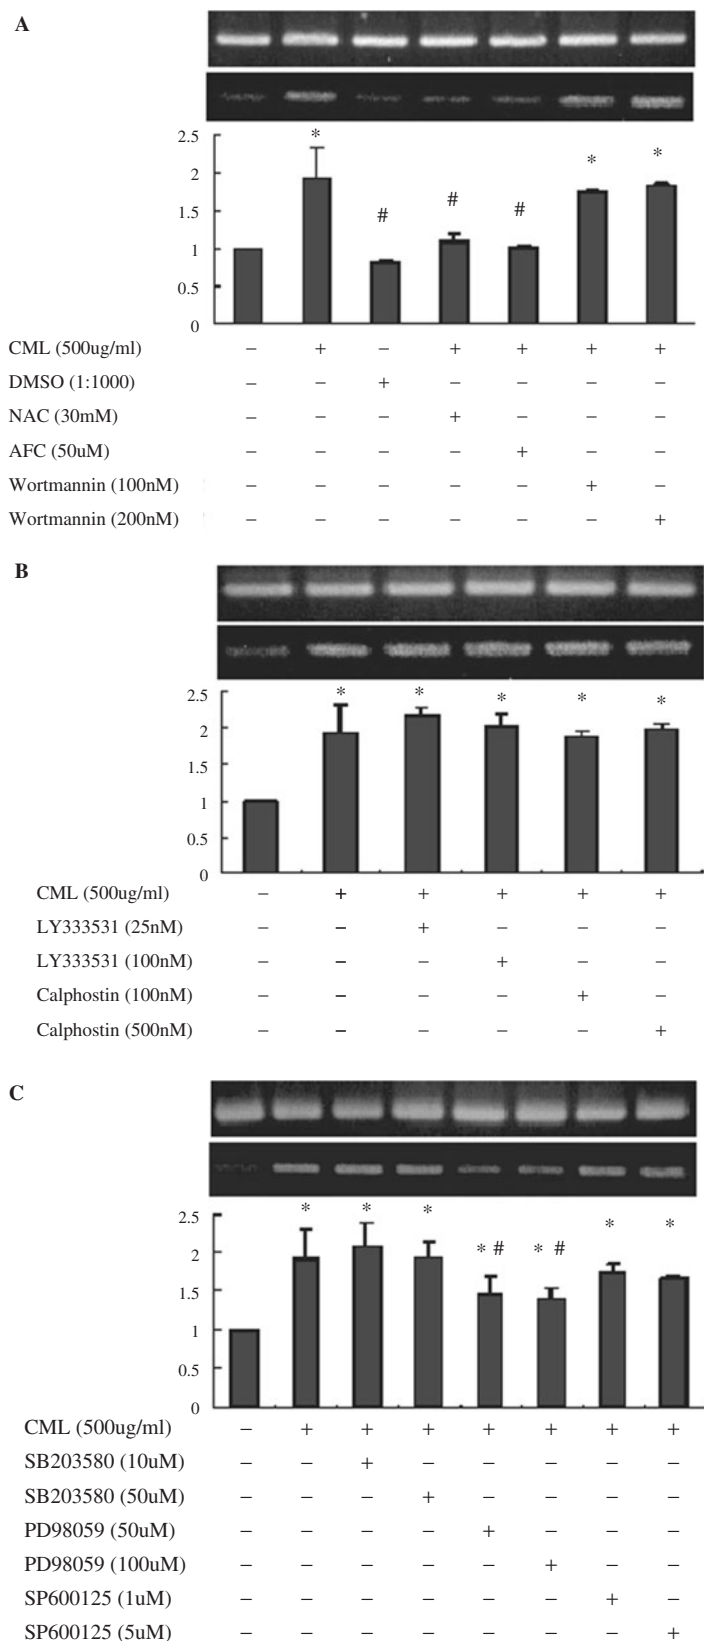 A
2.5
2
1.5
1
0.5
0
* # # # * *
CML (500ug/ml) – + – + + + +
DMSO (1:1000) – – + – – – –
NAC (30mM) – – – + – – –
AFC (50uM) – – – – + – –
Wortmannin (100nM) – – – – – + –
Wortmannin (200nM) – – – – – – +
B
2.5
2
1.5
1
0.5
0
* * * * *
CML (500ug/ml) – + + + + +
LY333531 (25nM) – – + – – –
LY333531 (100nM) – – – + – –
Calphostin (100nM) – – – – + –
Calphostin (500nM) – – – – – +
C
2.5
2
1.5
1
0.5
0
* * * * # * # * *
CML (500ug/ml) – + + + + + + +
SB203580 (10uM) – – + – – – – –
SB203580 (50uM) – – – + – – – –
PD98059 (50uM) – – – – + – – –
PD98059 (100uM) – – – – – + – –
SP600125 (1uM) – – – – – – + –
SP600125 (5uM) – – – – – – – +